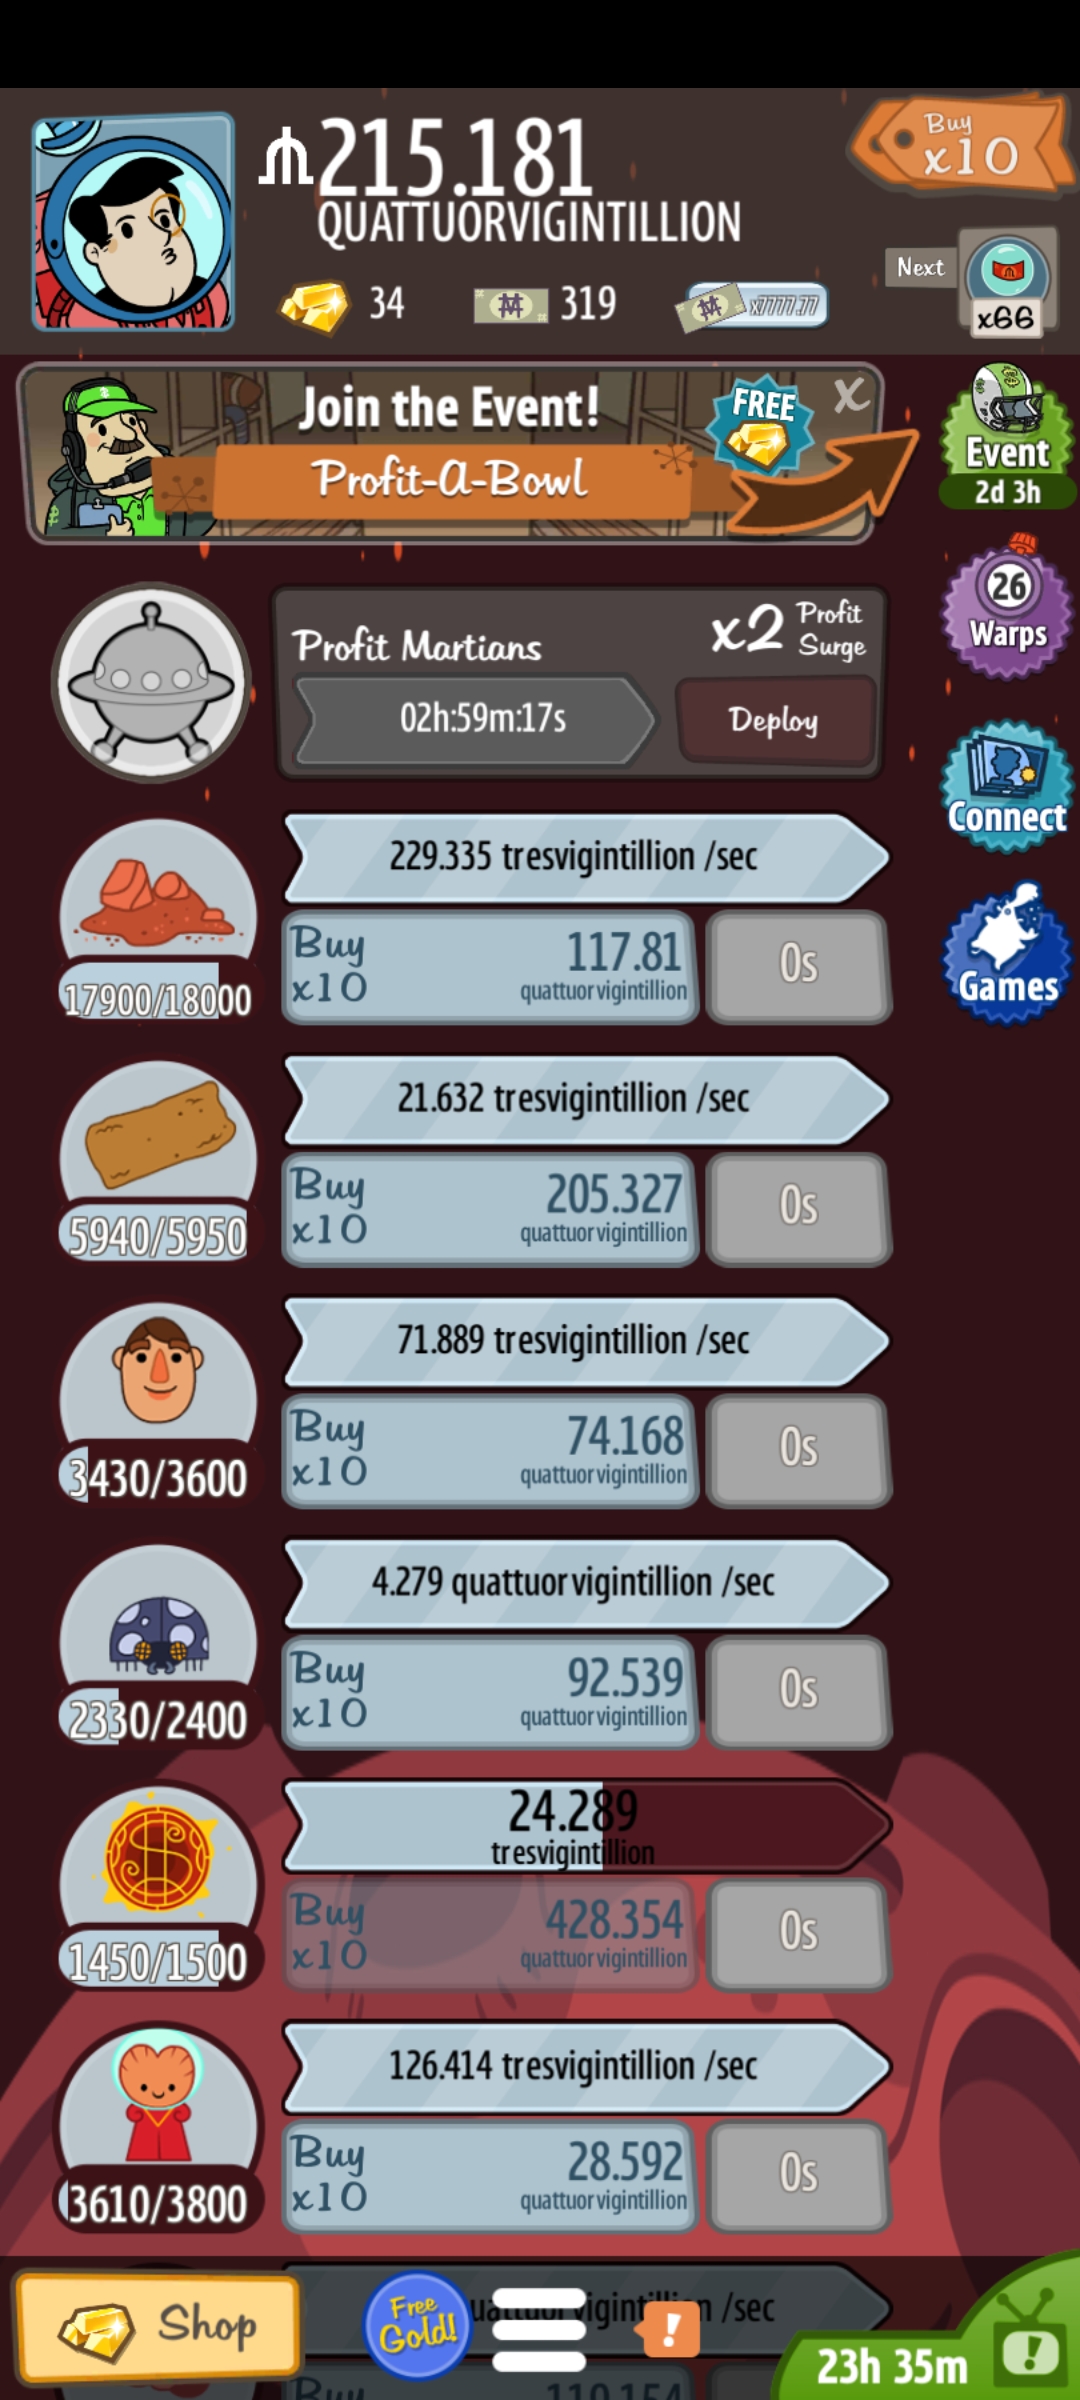 215.181
QUATTUORVIGINTILLION
Buy
x10
34
319
x7777.77
Next
x66
Join the Event!
Profit-A-Bowl
FREE
X
Event
2d 3h
26
Warps
Connect
Games
Profit Martians
x2 Profit Surge
02h:59m:17s
Deploy
229.335 tresvigintillion /sec
17900/18000
Buy x10
117.81
quattuorvigintillion
0s
21.632 tresvigintillion /sec
5940/5950
Buy x10
205.327
quattuorvigintillion
0s
71.889 tresvigintillion /sec
3430/3600
Buy x10
74.168
quattuorvigintillion
0s
4.279 quattuorvigintillion /sec
2330/2400
Buy x10
92.539
quattuorvigintillion
0s
24.289
tresvigintillion
1450/1500
Buy x10
428.354
quattuorvigintillion
0s
126.414 tresvigintillion /sec
3610/3800
Buy x10
28.592
quattuorvigintillion
0s
Shop
Free Gold!
/sec
!
23h 35m
!
Buy